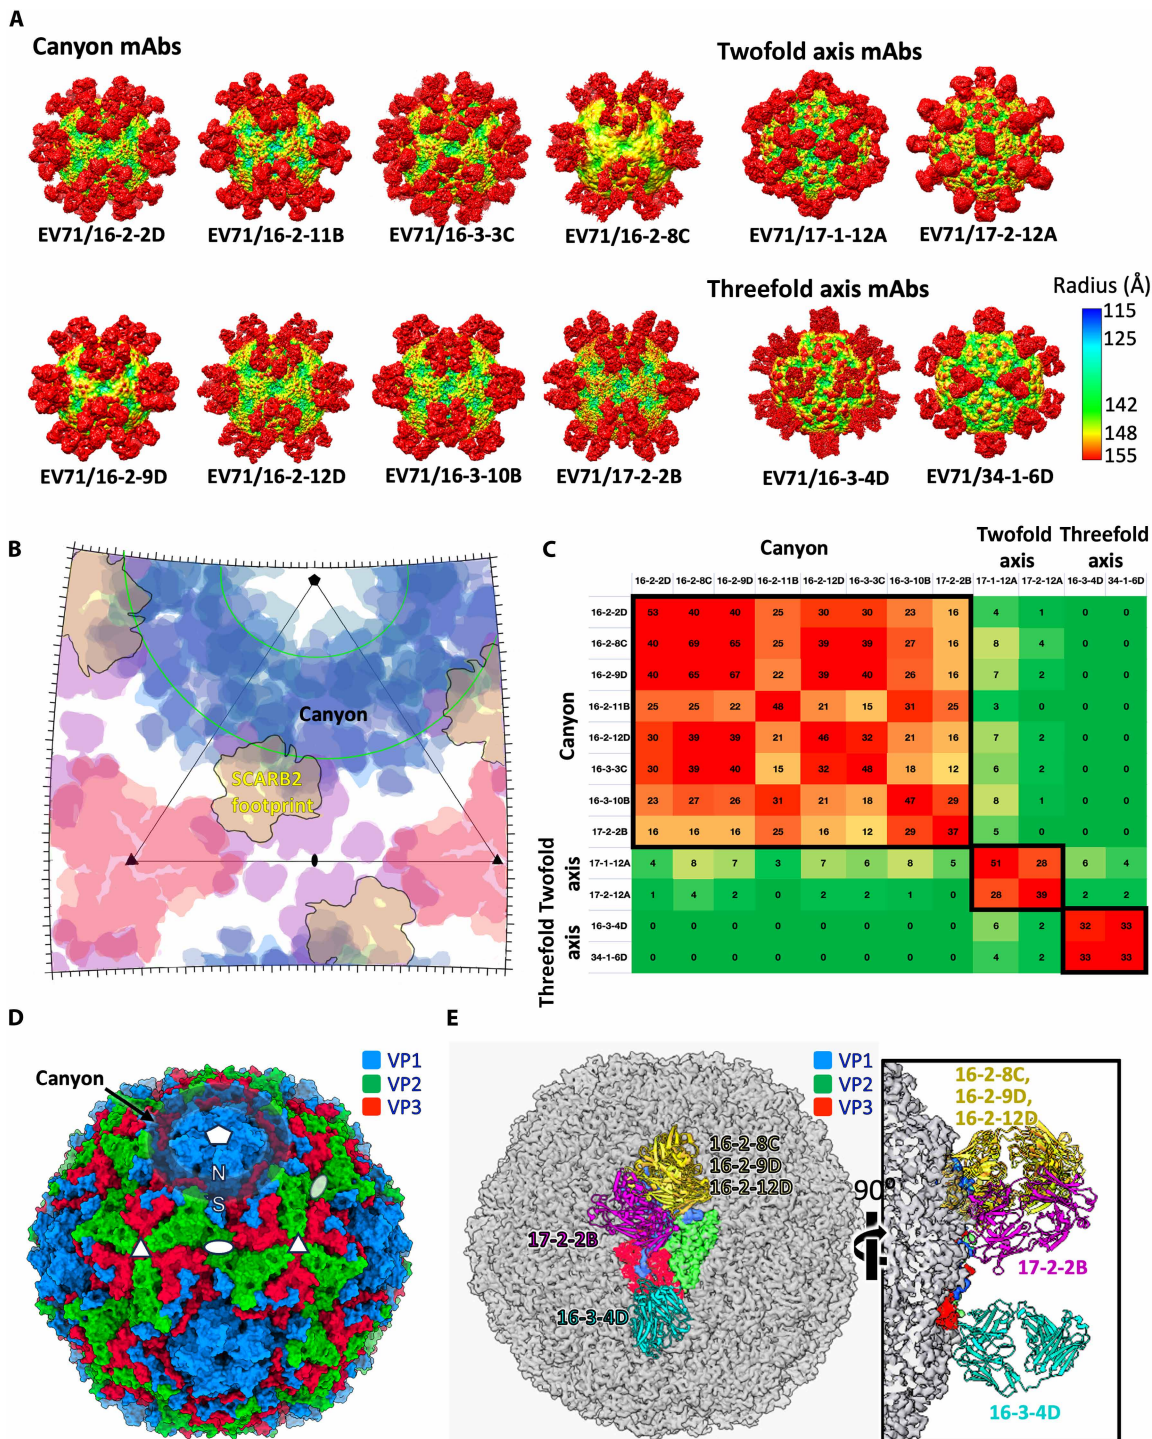 A
Canyon mAbs
Twofold axis mAbs
EV71/16-2-2D
EV71/16-2-11B
EV71/16-3-3C
EV71/16-2-8C
EV71/17-1-12A
EV71/17-2-12A
Threefold axis mAbs
Radius (Å)
115
125
142
148
155
EV71/16-2-9D
EV71/16-2-12D
EV71/16-3-10B
EV71/17-2-2B
EV71/16-3-4D
EV71/34-1-6D
B
Canyon
SCARB2
footprint
C
Canyon
Twofold axis
Threefold axis
16-2-2D 16-2-8C 16-2-9D 16-2-11B 16-2-12D 16-3-3C 16-3-10B 17-2-2B 17-1-12A 17-2-12A 16-3-4D 34-1-6D
Canyon
Twofold axis
Threefold axis
16-2-2D 53 40 40 25 30 30 23 16 4 1 0 0
16-2-8C 40 69 65 25 39 39 27 16 8 4 0 0
16-2-9D 40 65 67 22 39 40 26 16 7 2 0 0
16-2-11B 25 25 22 48 21 15 31 25 3 0 0 0
16-2-12D 30 39 39 21 46 32 21 16 7 2 0 0
16-3-3C 30 39 40 15 32 48 18 12 6 2 0 0
16-3-10B 23 27 26 31 21 18 47 29 8 1 0 0
17-2-2B 16 16 16 25 16 12 29 37 5 0 0 0
17-1-12A 4 8 7 3 7 6 8 5 51 28 6 4
17-2-12A 1 4 2 0 2 2 1 0 28 39 2 2
16-3-4D 0 0 0 0 0 0 0 0 6 2 32 33
34-1-6D 0 0 0 0 0 0 0 0 4 2 33 33
D
Canyon
VP1
VP2
VP3
N
S
E
VP1
VP2
VP3
16-2-8C
16-2-9D
16-2-12D
17-2-2B
16-3-4D
90°
16-2-8C,
16-2-9D,
16-2-12D
17-2-2B
16-3-4D